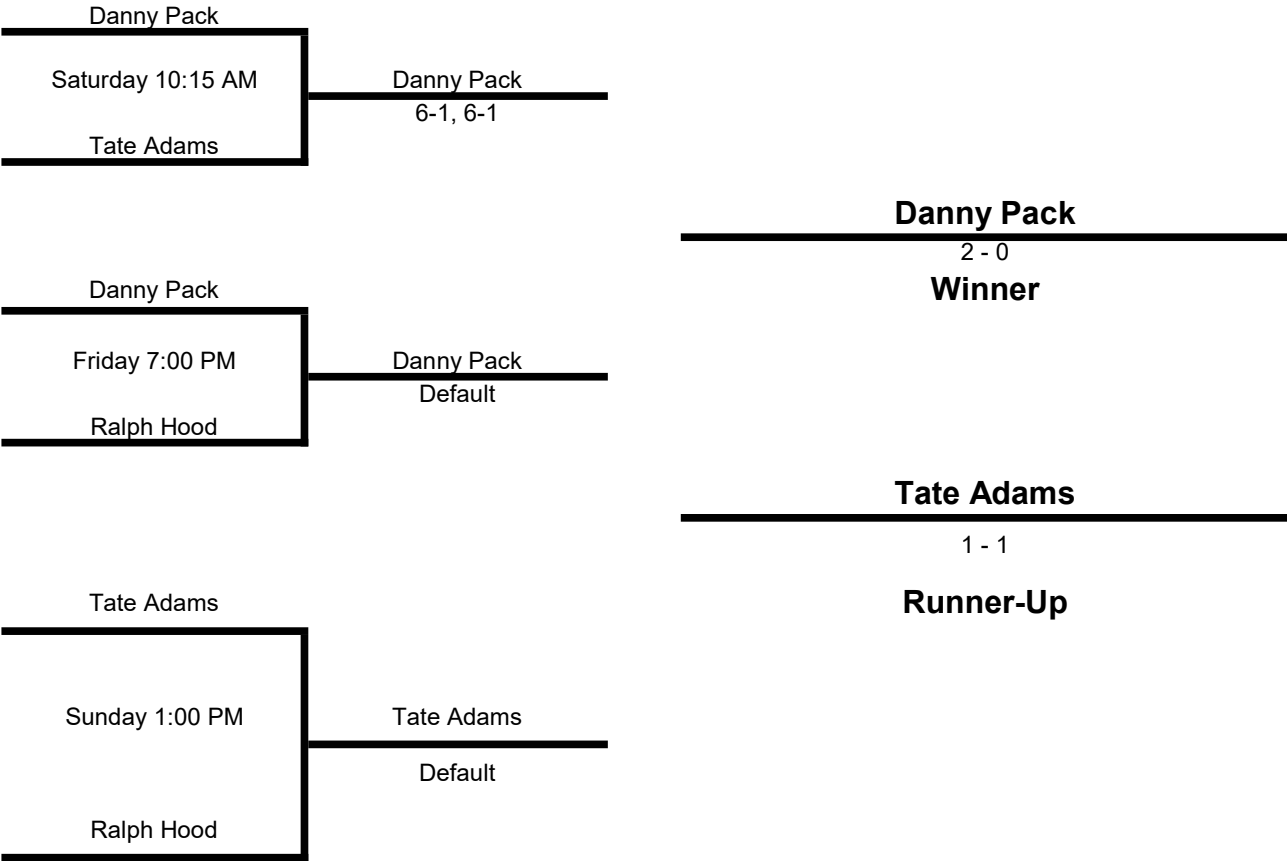 Danny Pack
Saturday 10:15 AM
Danny Pack
6-1, 6-1
Tate Adams
Danny Pack
2 - 0
Winner
Danny Pack
Friday 7:00 PM
Danny Pack
Default
Ralph Hood
Tate Adams
1 - 1
Runner-Up
Tate Adams
Sunday 1:00 PM
Tate Adams
Default
Ralph Hood